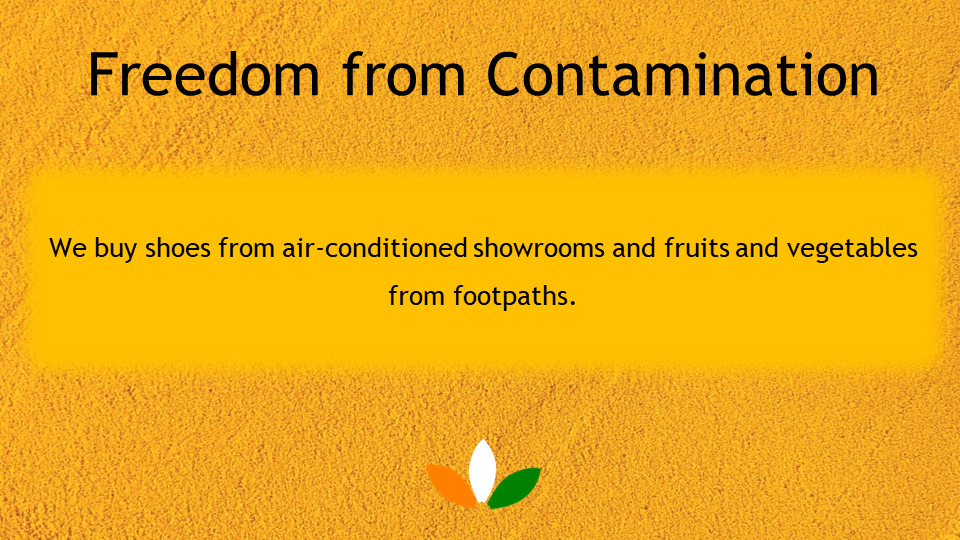 Freedom from Contamination
We buy shoes from air-conditioned showrooms and fruits and vegetables
from footpaths.